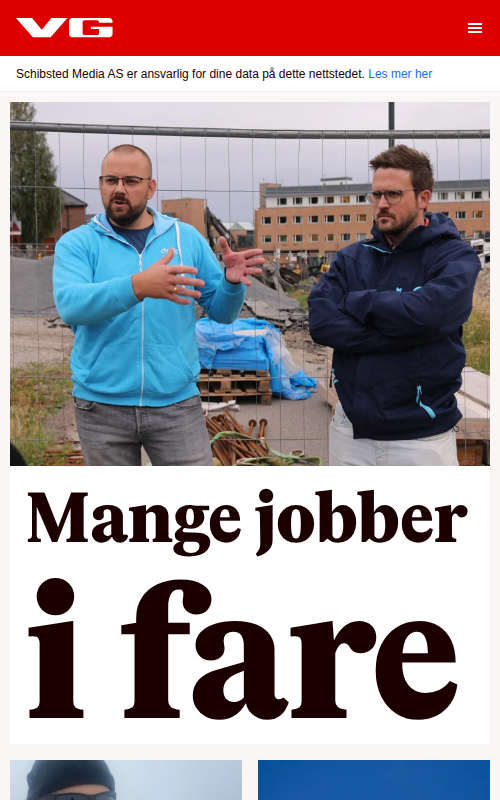 VG
Schibsted Media AS er ansvarlig for dine data på dette nettstedet. Les mer her
Mange jobber
i fare